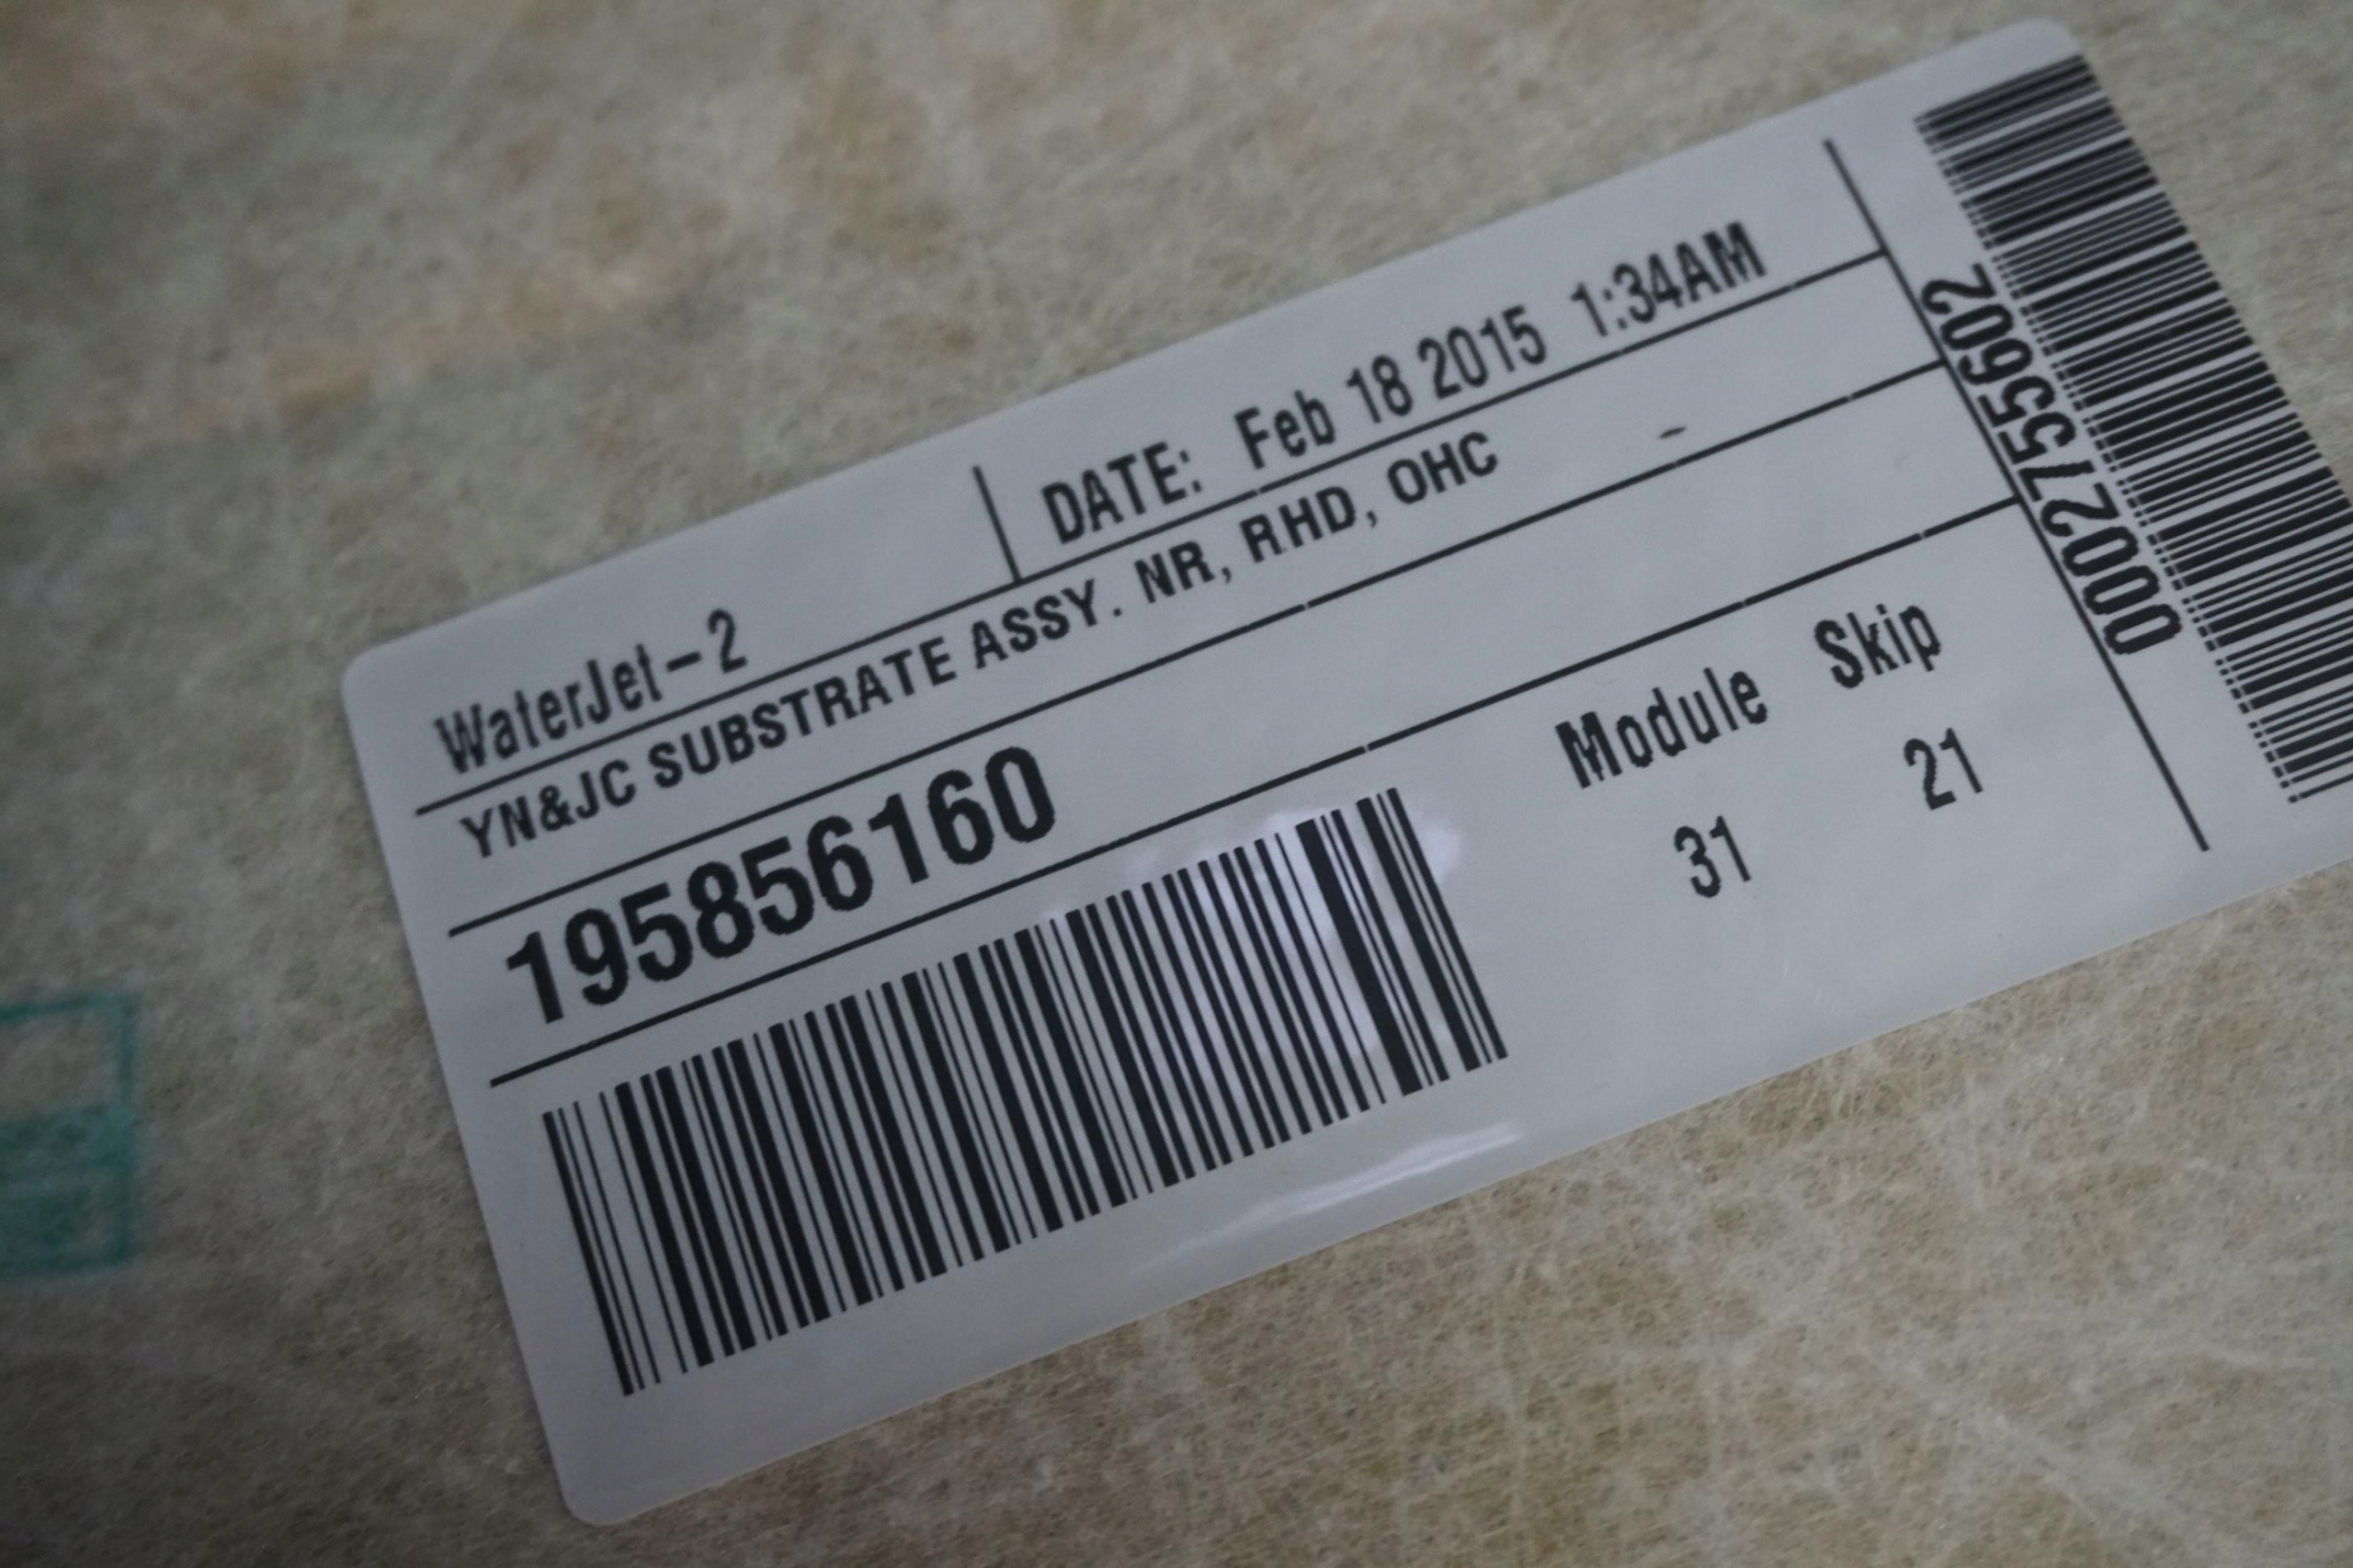 WaterJet-2
DATE: Feb 18 2015 1:34AM
YN&JC SUBSTRATE ASSY. NR, RHD, OHC -
195856160
Module Skip
31 21
0002755602